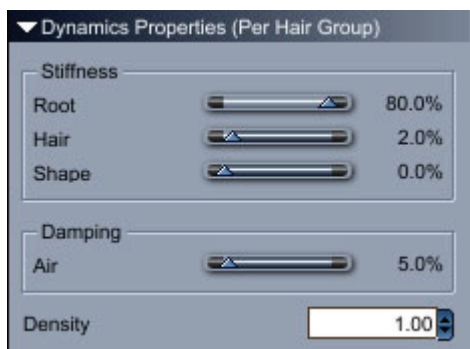 Dynamics Properties (Per Hair Group)
Stiffness
Root 80.0%
Hair 2.0%
Shape 0.0%
Damping
Air 5.0%
Density 1.00